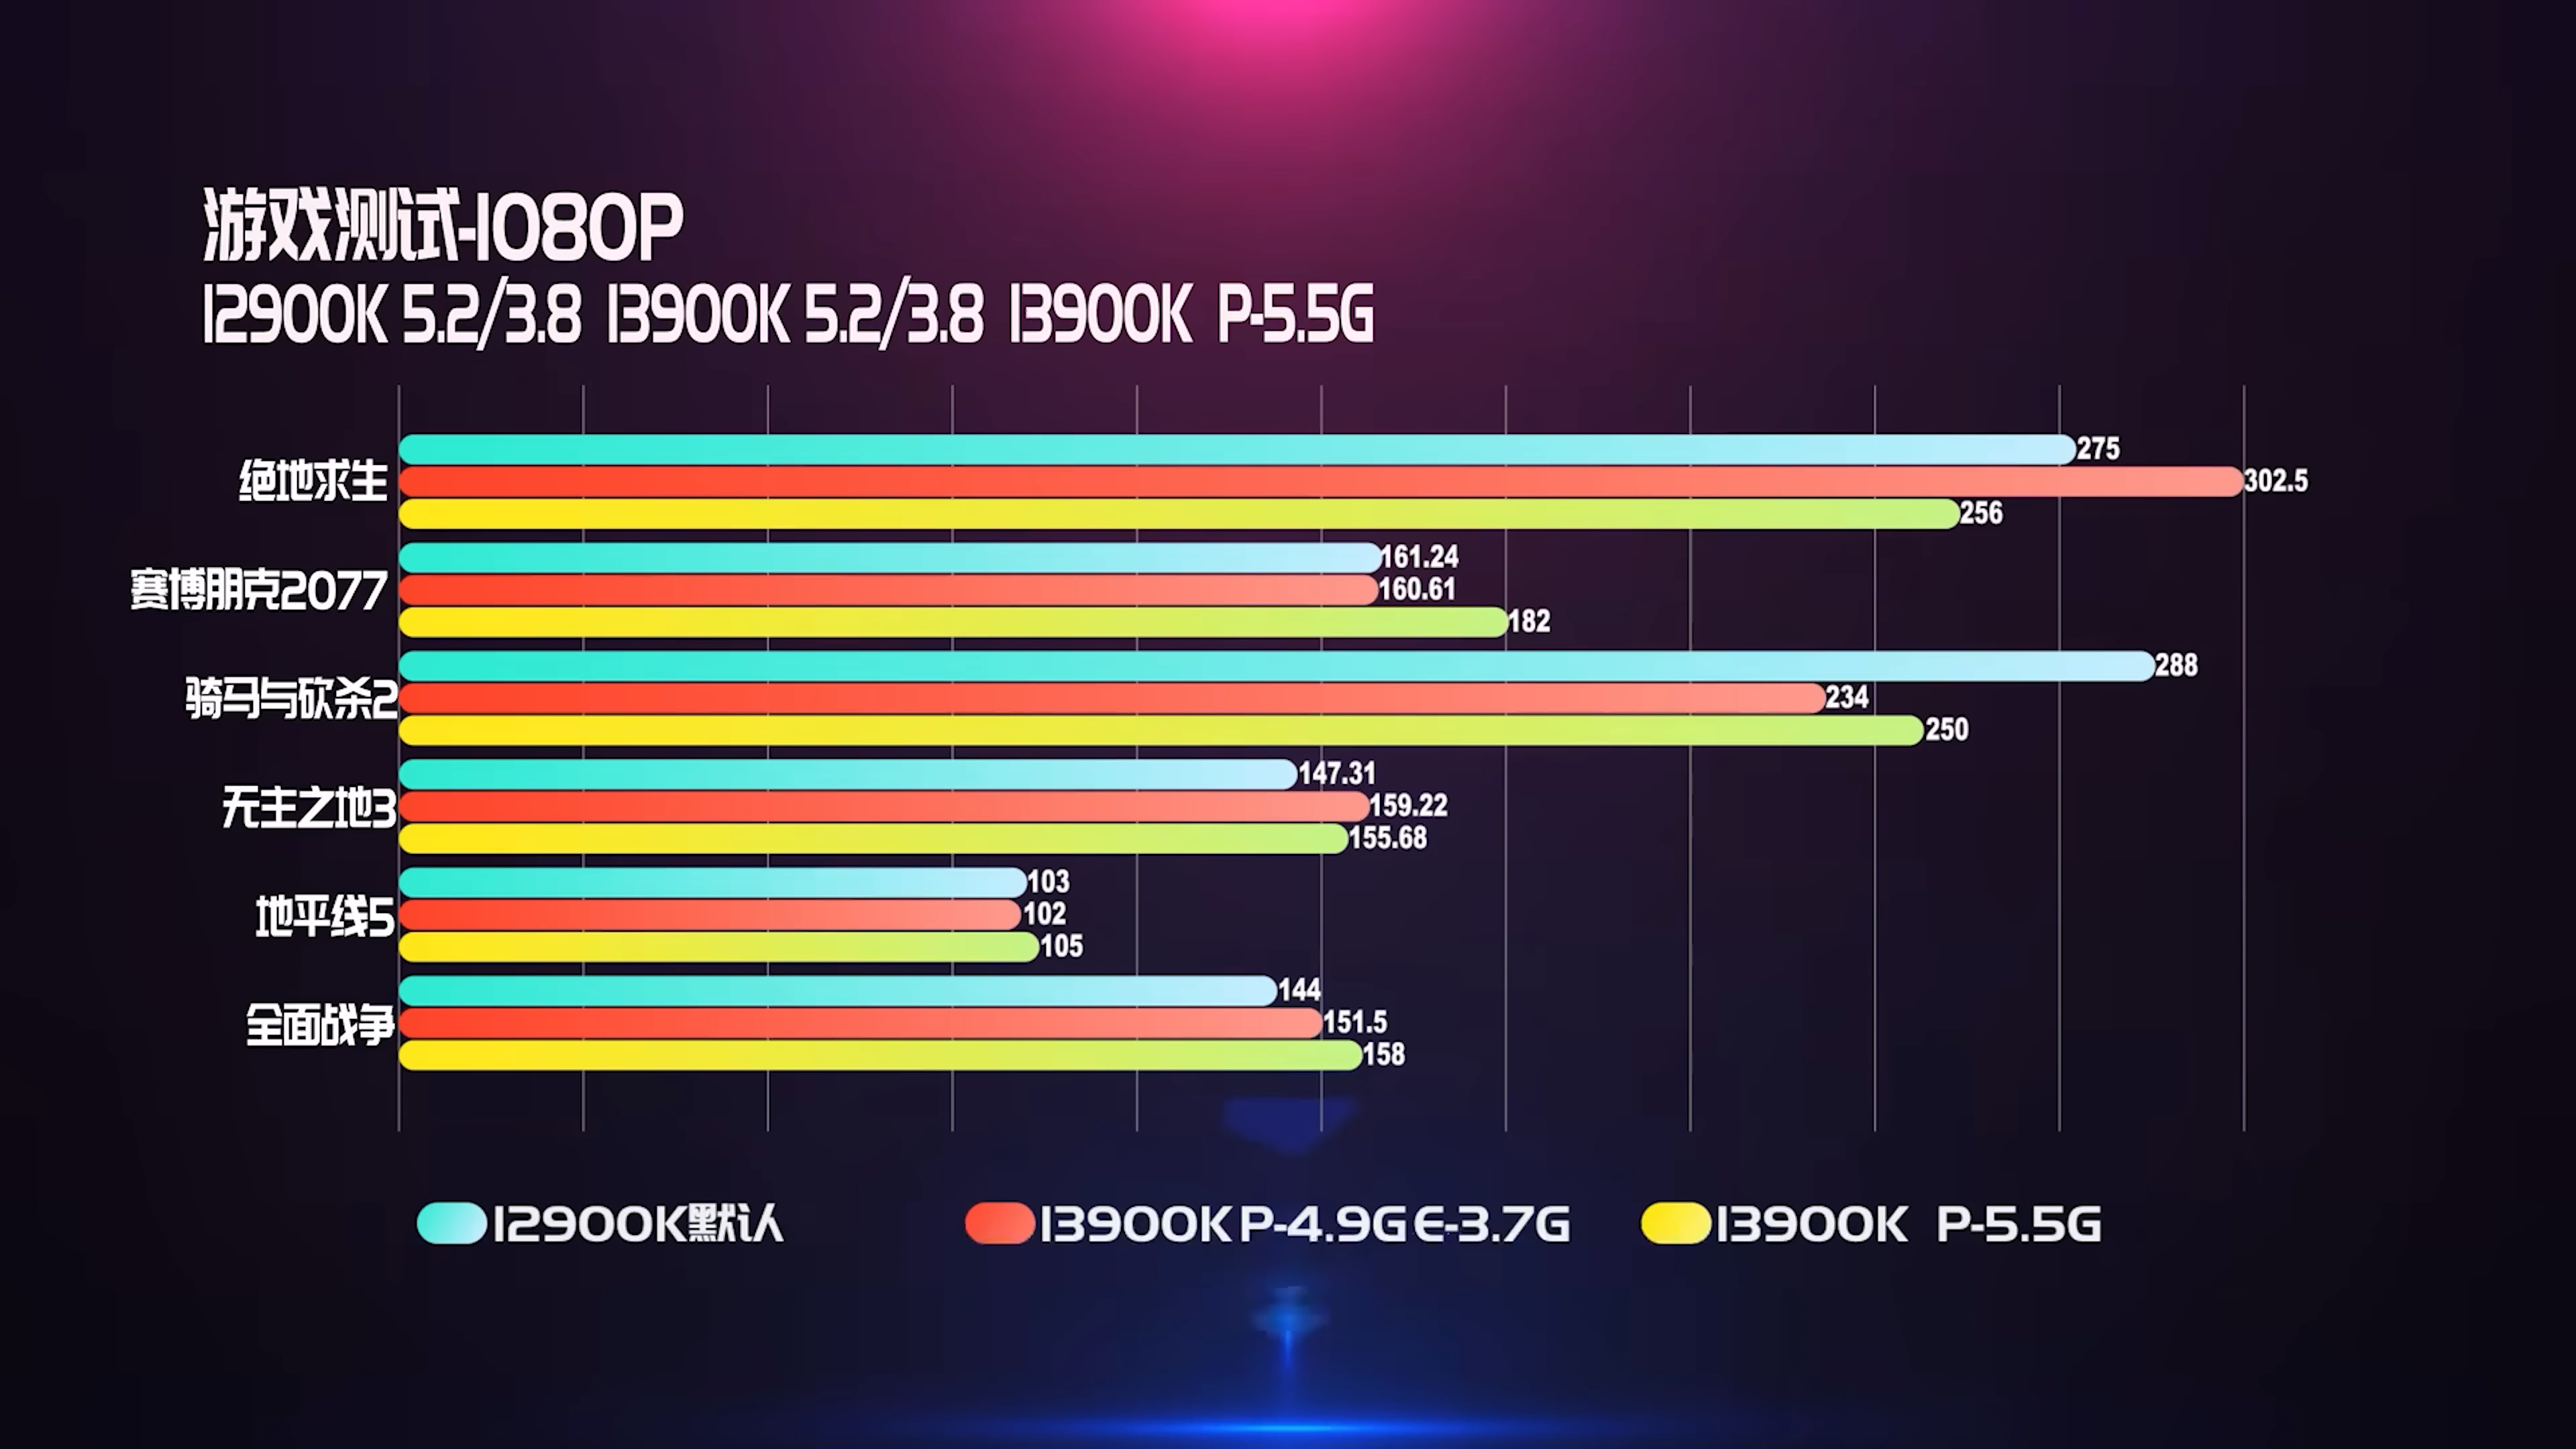 游戏测试-1080P
12900K 5.2/3.8 13900K 5.2/3.8 13900K P-5.5G
绝地求生
275
302.5
256
赛博朋克2077
161.24
160.61
182
骑马与砍杀2
288
234
250
无主之地3
147.31
159.22
155.68
地平线5
103
102
105
全面战争
144
151.5
158
12900K默认 13900K P-4.9G E-3.7G 13900K P-5.5G